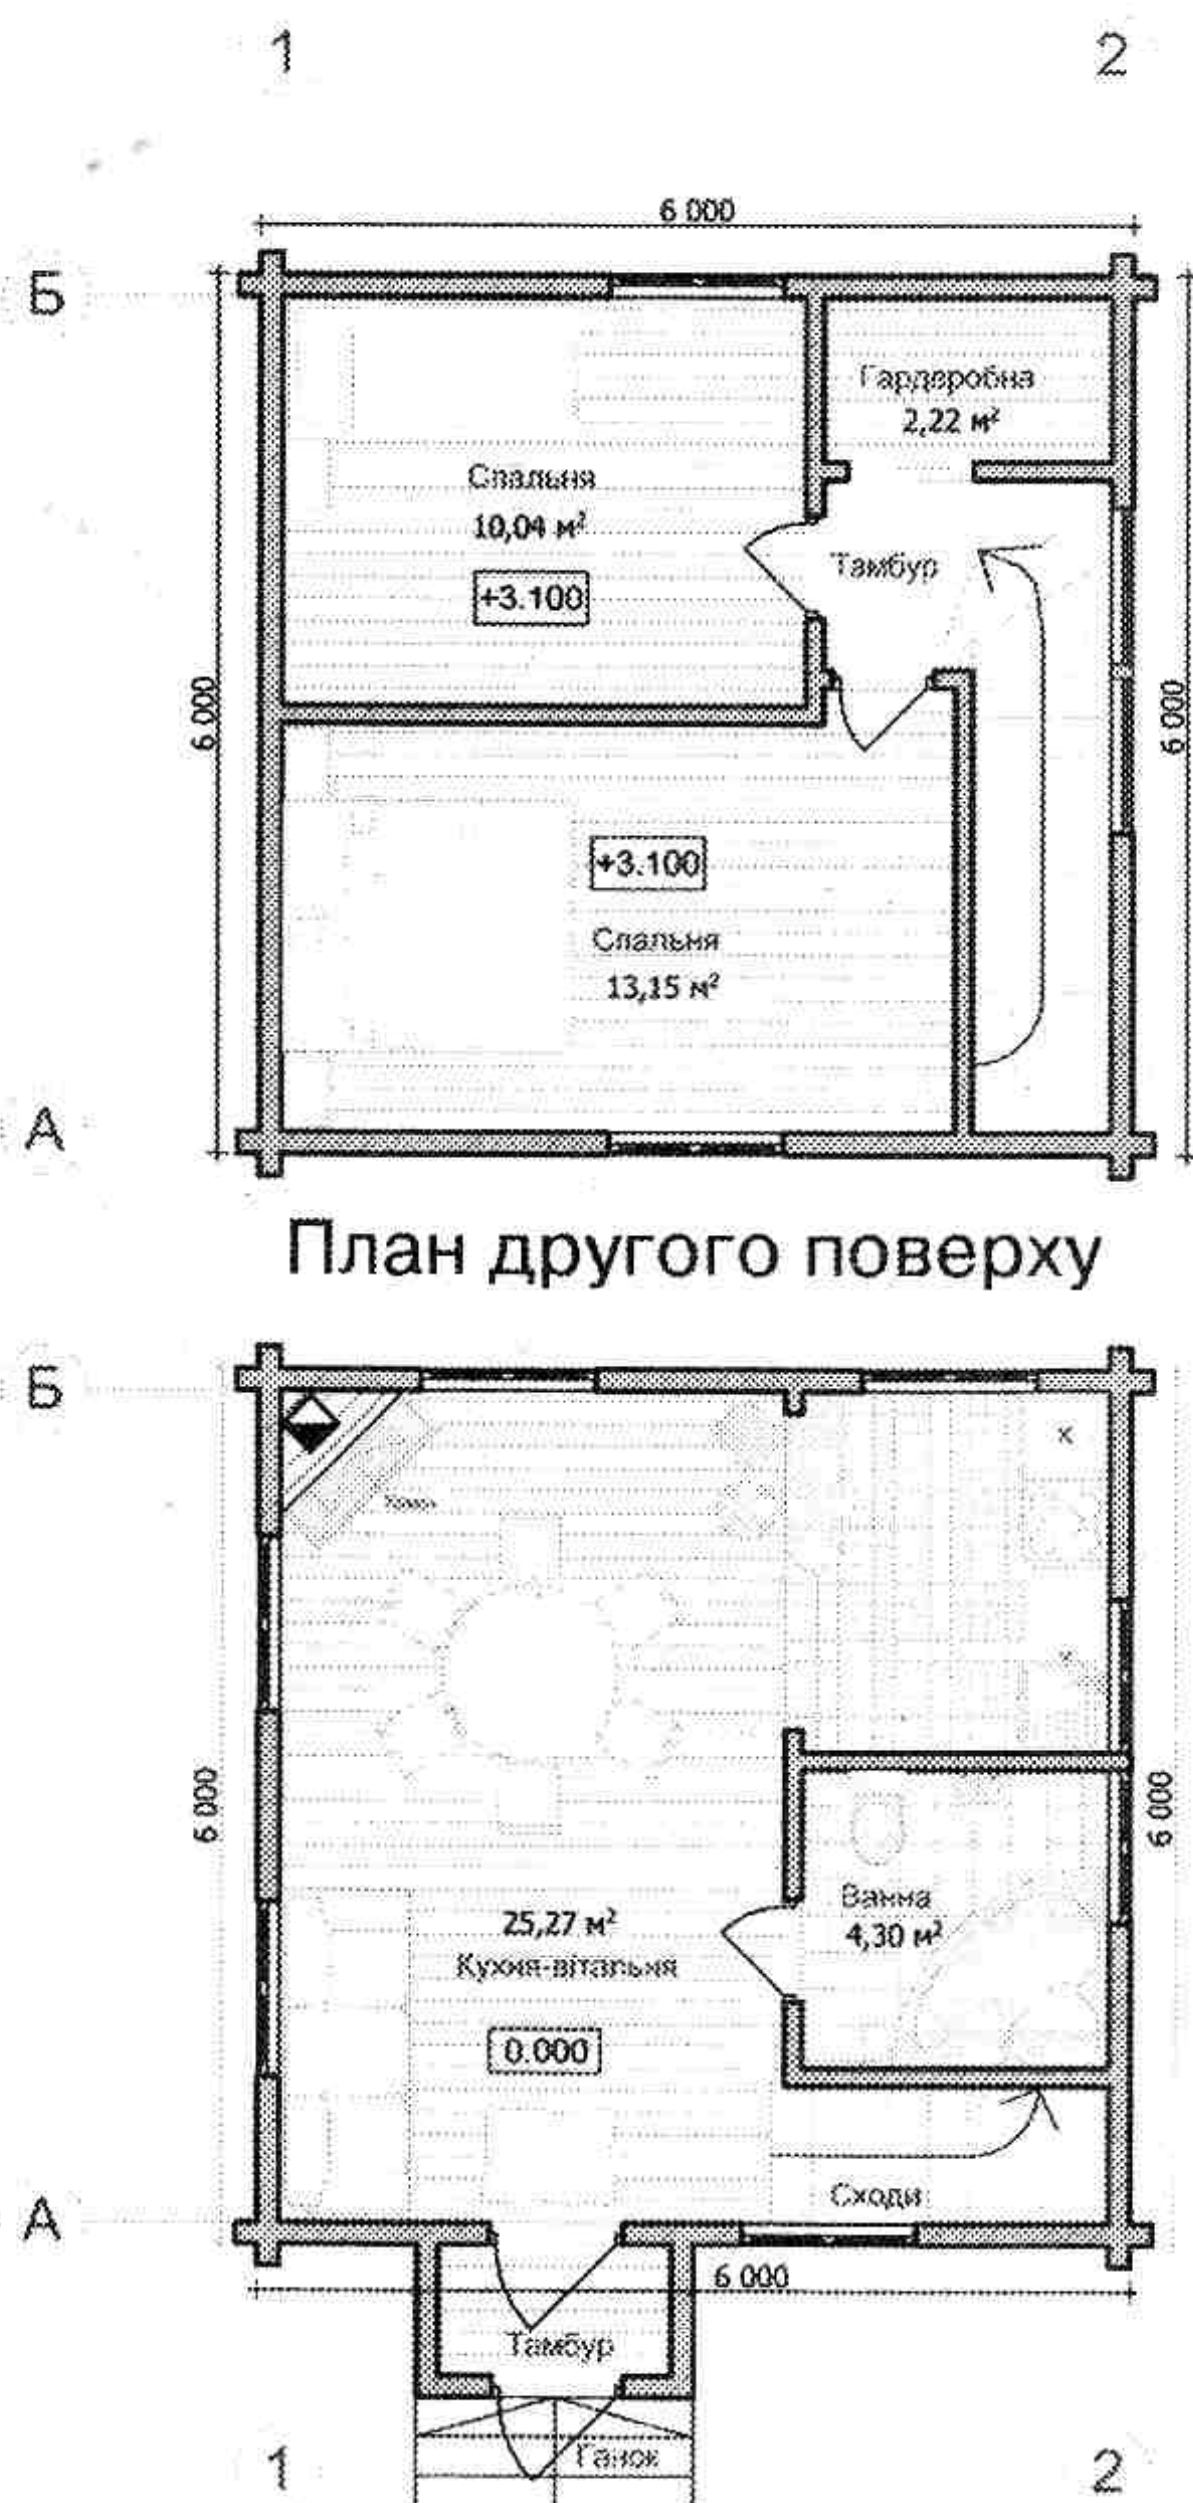 1
2
6 000
Б
Гардеробна
2,22 м²
Спальня
10,04 м²
+3.100
Тамбур
6 000
6 000
+3.100
Спальня
13,15 м²
А
План другого поверху
Б
х
Камін
х
6 000
6 000
Ванна
4,30 м²
25,27 м²
Кухня-вітальня
0.000
Сходи
А
6 000
Тамбур
Ганок
1
2